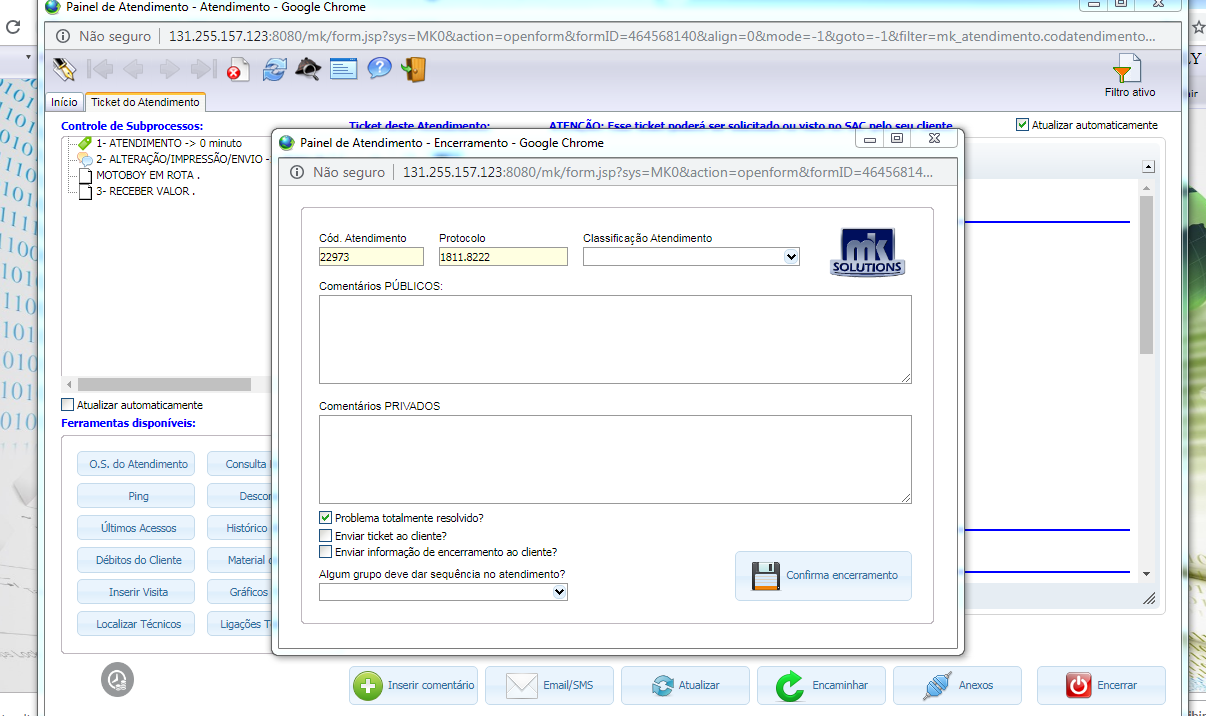 Painel de Atendimento - Atendimento - Google Chrome
Não seguro
131.255.157.123:8080/mk/form.jsp?sys=MK0&action=openform&formID=464568140&align=0&mode=-1&goto=-1&filter=mk_atendimento.codatendimento...
Filtro ativo
Início
Ticket do Atendimento
Controle de Subprocessos:
Ticket deste Atendimento:
ATENÇÃO: Esse ticket poderá ser solicitado ou visto no SAC pelo seu cliente
Atualizar automaticamente
1- ATENDIMENTO -> 0 minuto
2- ALTERAÇÃO/IMPRESSÃO/ENVIO -
MOTOBOY EM ROTA .
3- RECEBER VALOR .
Painel de Atendimento - Encerramento - Google Chrome
Não seguro
131.255.157.123:8080/mk/form.jsp?sys=MK0&action=openform&formID=46456814...
Cód. Atendimento
Protocolo
Classificação Atendimento
22973
1811.8222
mk
SOLUTIONS
Comentários PÚBLICOS:
Comentários PRIVADOS
Problema totalmente resolvido?
Enviar ticket ao cliente?
Enviar informação de encerramento ao cliente?
Algum grupo deve dar sequência no atendimento?
Confirma encerramento
Atualizar automaticamente
Ferramentas disponíveis:
O.S. do Atendimento
Consulta
Ping
Descor
Últimos Acessos
Histórico
Débitos do Cliente
Material
Inserir Visita
Gráficos
Localizar Técnicos
Ligações T
Inserir comentário
Email/SMS
Atualizar
Encaminhar
Anexos
Encerrar